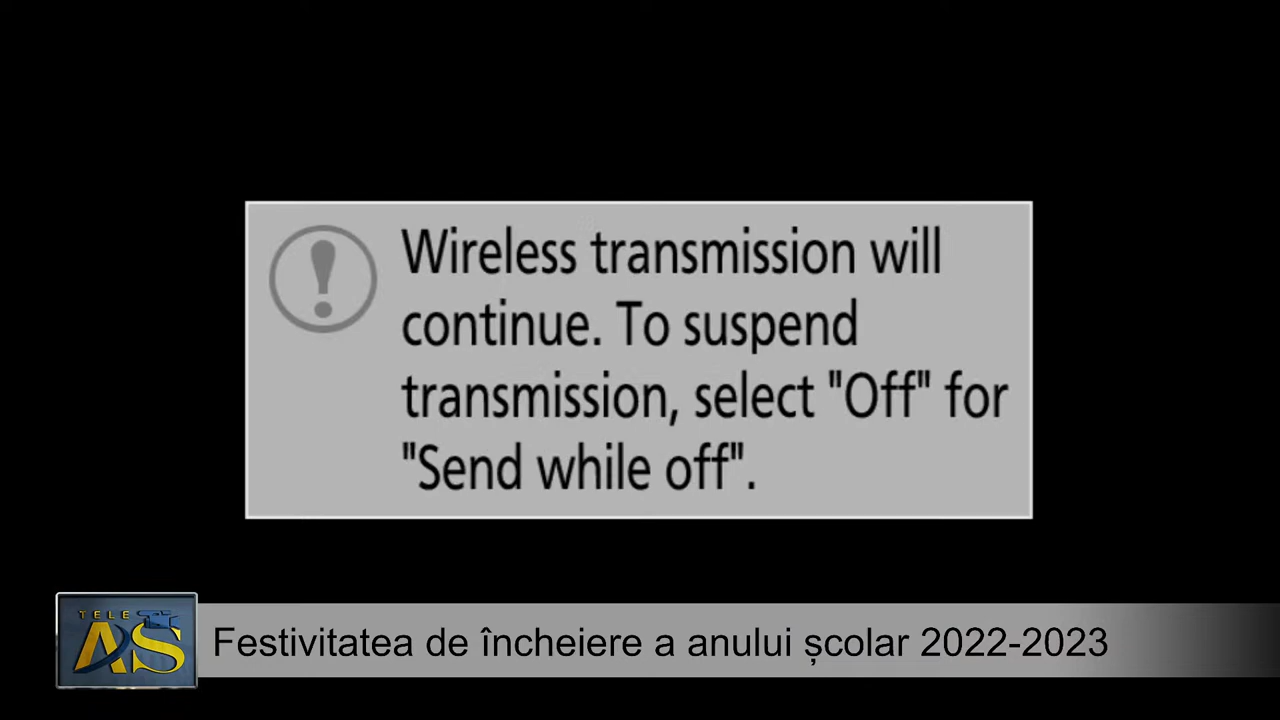 Wireless transmission will
continue. To suspend
transmission, select "Off" for
"Send while off".
TELE
AS
Festivitatea de încheiere a anului școlar 2022-2023